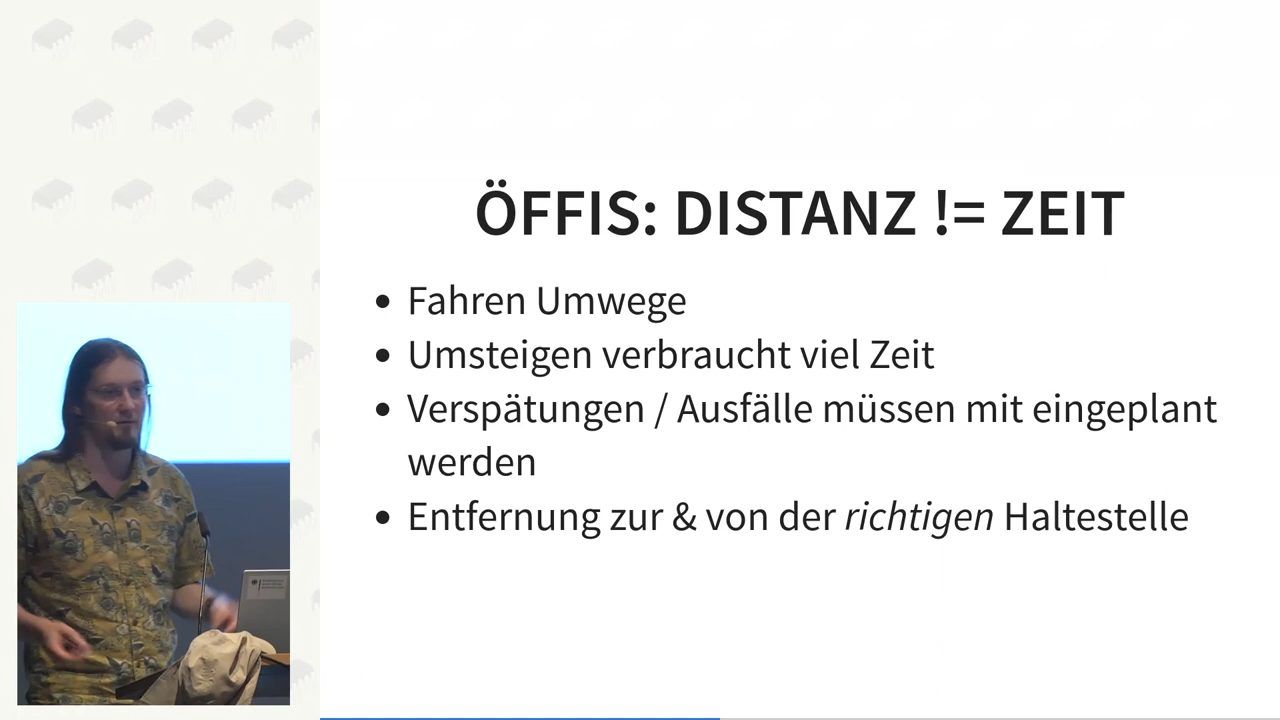 ÖFFIS: DISTANZ != ZEIT
Fahren Umwege
Umsteigen verbraucht viel Zeit
Verspätungen / Ausfälle müssen mit eingeplant
werden
Entfernung zur & von der richtigen Haltestelle